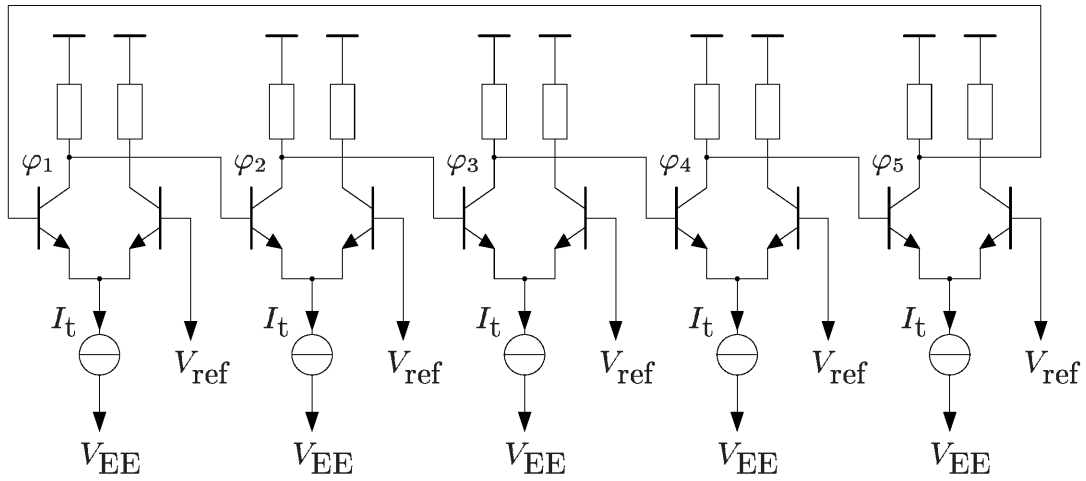 φ1 φ2 φ3 φ4 φ5
It It It It It
Vref Vref Vref Vref Vref
VEE VEE VEE VEE VEE